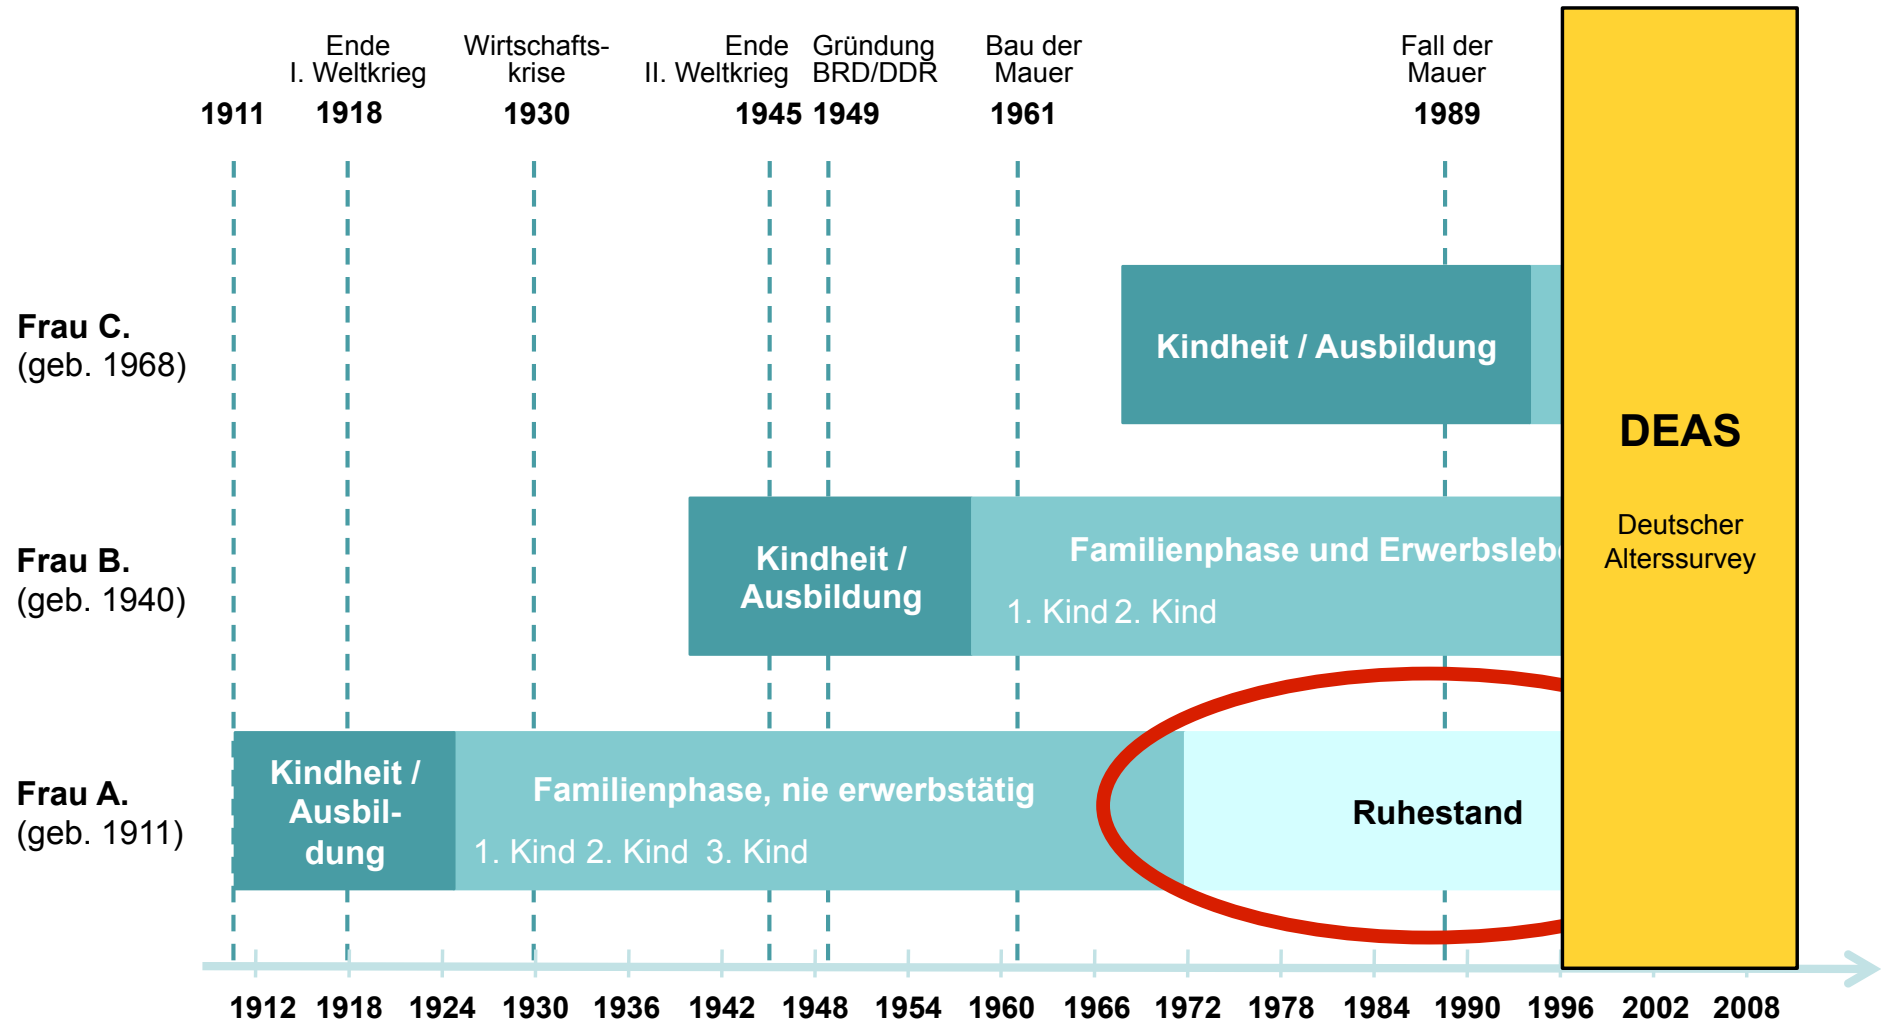 Ende
I. Weltkrieg
1911
1918
Wirtschafts-
krise
1930
Ende
II. Weltkrieg
1945
Gründung
BRD/DDR
1949
Bau der
Mauer
1961
Fall der
Mauer
1989
Frau C.
(geb. 1968)
Kindheit / Ausbildung
DEAS
Deutscher
Alterssurvey
Frau B.
(geb. 1940)
Kindheit /
Ausbildung
Familienphase und Erwerbslebe
1. Kind 2. Kind
Frau A.
(geb. 1911)
Kindheit /
Ausbil-
dung
Familienphase, nie erwerbstätig
1. Kind 2. Kind 3. Kind
Ruhestand
1912 1918 1924 1930 1936 1942 1948 1954 1960 1966 1972 1978 1984 1990 1996 2002 2008